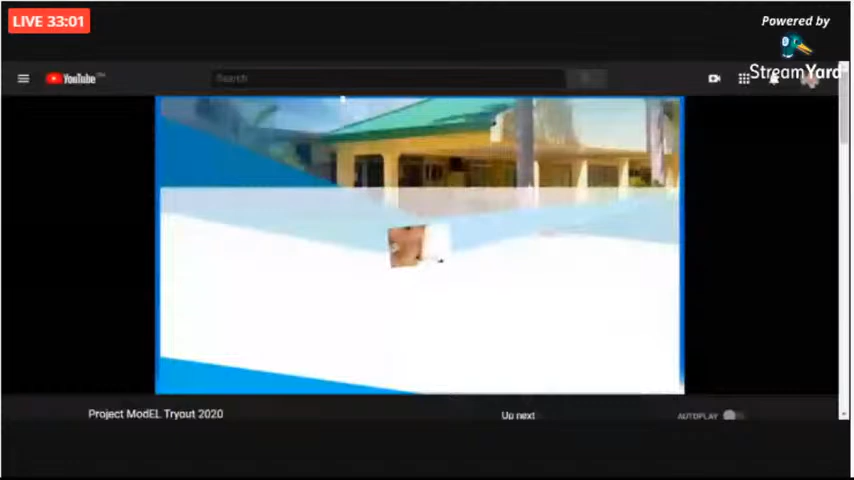 LIVE 33:01
Powered by
StreamYard
YouTube
Search
Project ModEL Tryout 2020
Up next
AUTOPLAY